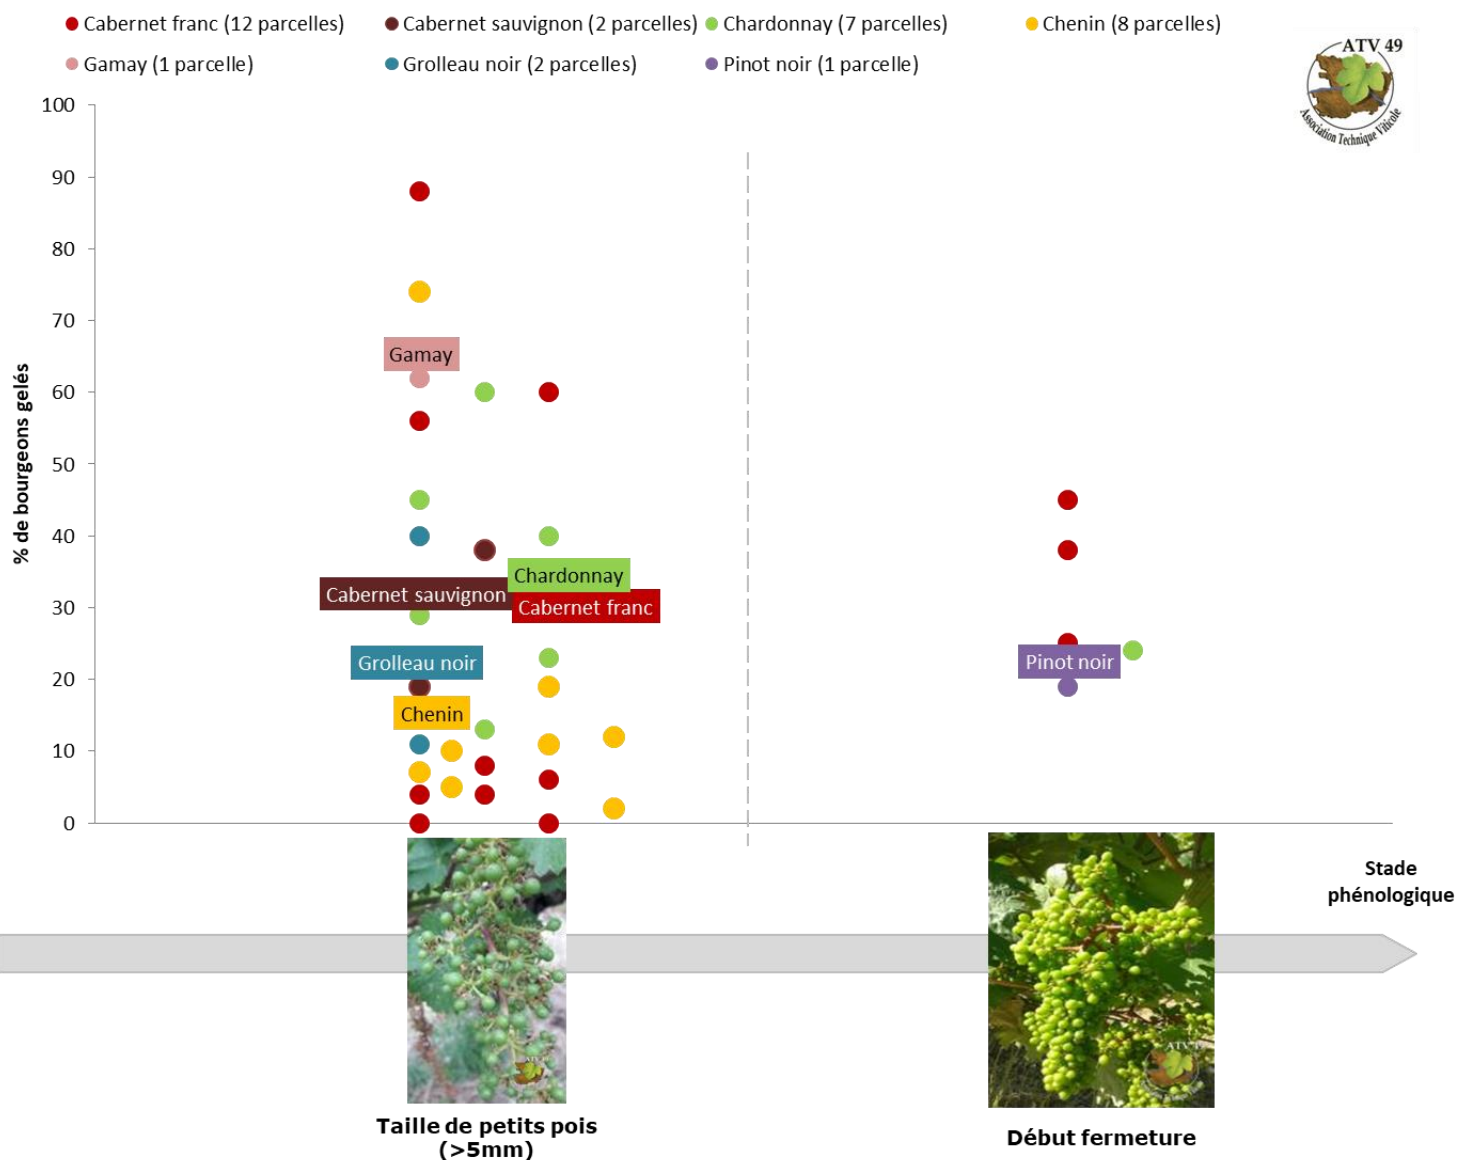 Cabernet franc (12 parcelles)
Cabernet sauvignon (2 parcelles)
Chardonnay (7 parcelles)
Chenin (8 parcelles)
Gamay (1 parcelle)
Grolleau noir (2 parcelles)
Pinot noir (1 parcelle)
ATV 49
Association Technique Viticole
% de bourgeons gelés
100
90
80
70
60
50
40
30
20
10
0
Gamay
Chardonnay
Cabernet sauvignon
Cabernet franc
Grolleau noir
Pinot noir
Chenin
Stade
phénologique
ATV 49
Taille de petits pois
(>5mm)
Début fermeture